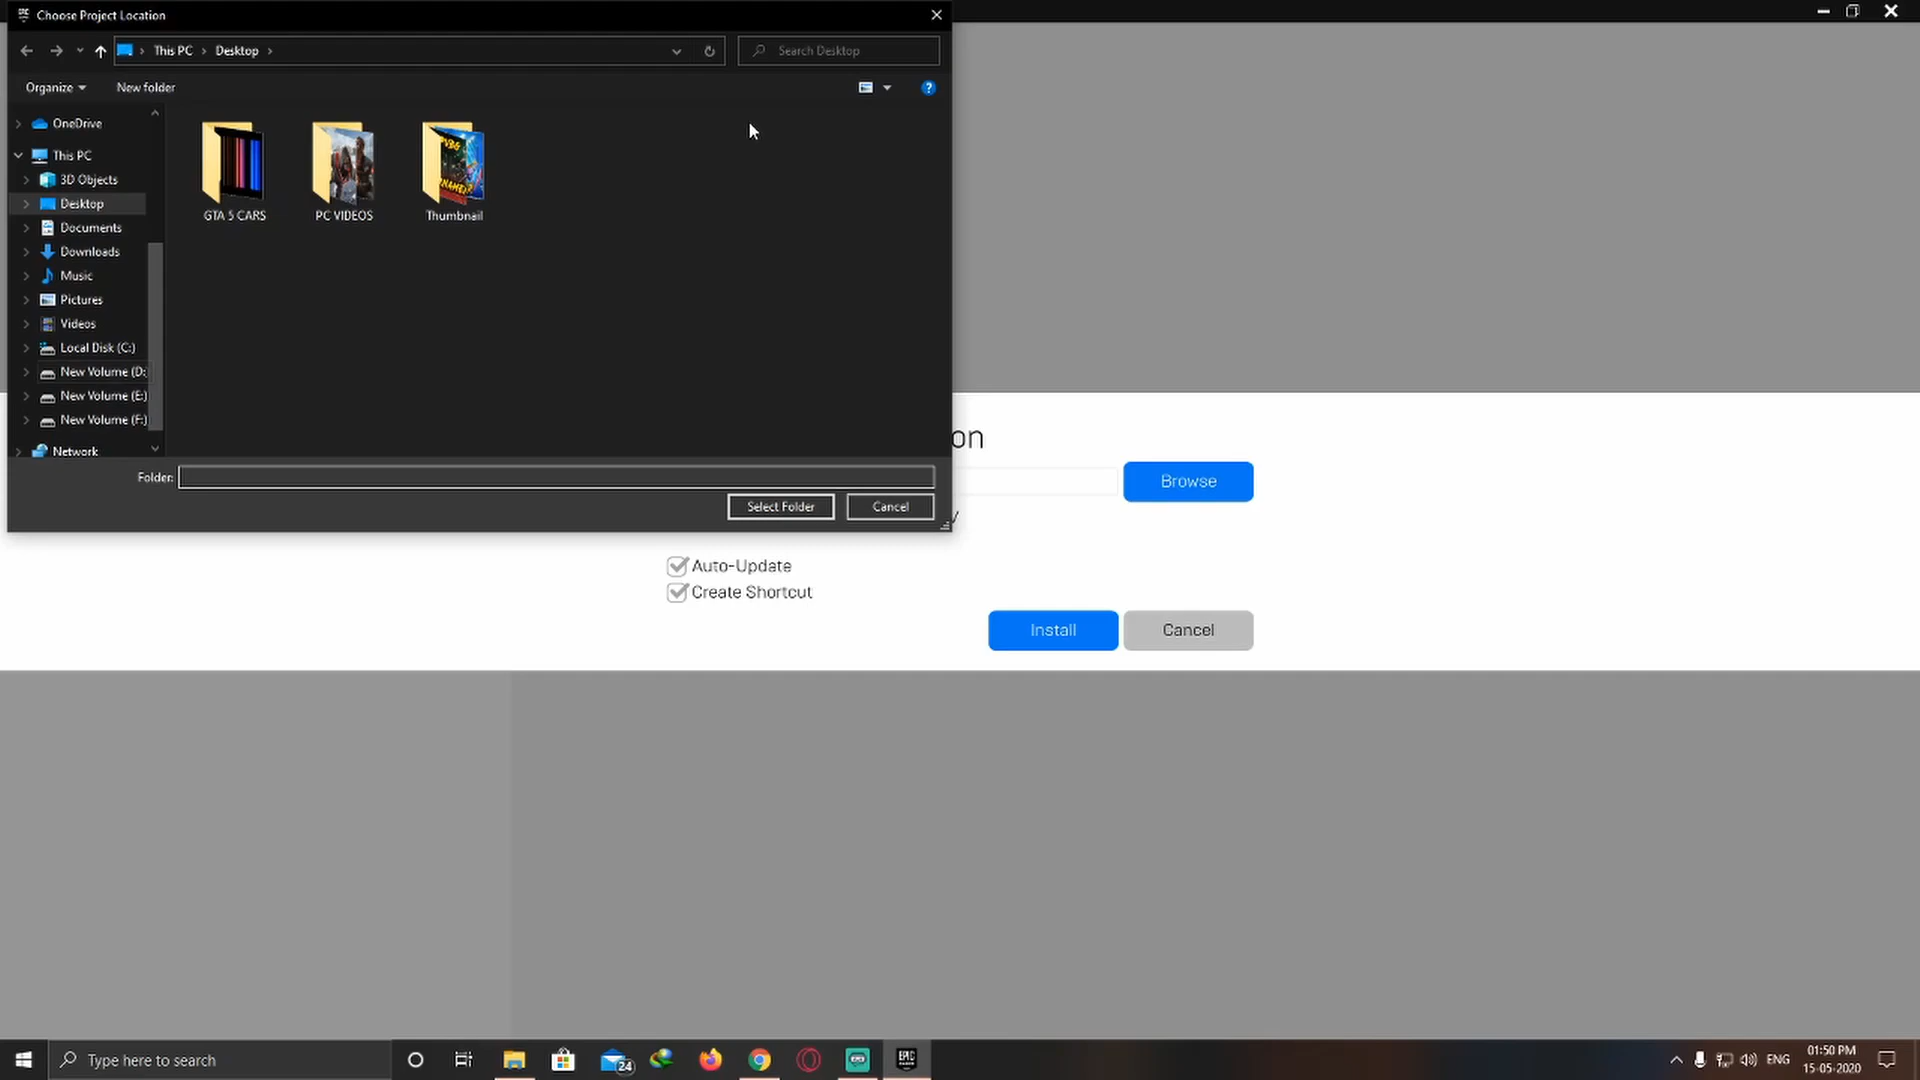 Choose Project Location
This PC
Desktop
Search Desktop
Organize
New folder
OneDrive
This PC
3D Objects
Desktop
Documents
Downloads
Music
Pictures
Videos
Local Disk (C:)
New Volume (D:
New Volume (E:)
New Volume (F:)
Network
GTA 5 CARS
PC VIDEOS
Thumbnail
Folder:
Select Folder
Cancel
on
Browse
y
Auto-Update
Create Shortcut
Install
Cancel
Type here to search
24
EPIC
ENG
01:50 PM
15-05-2020